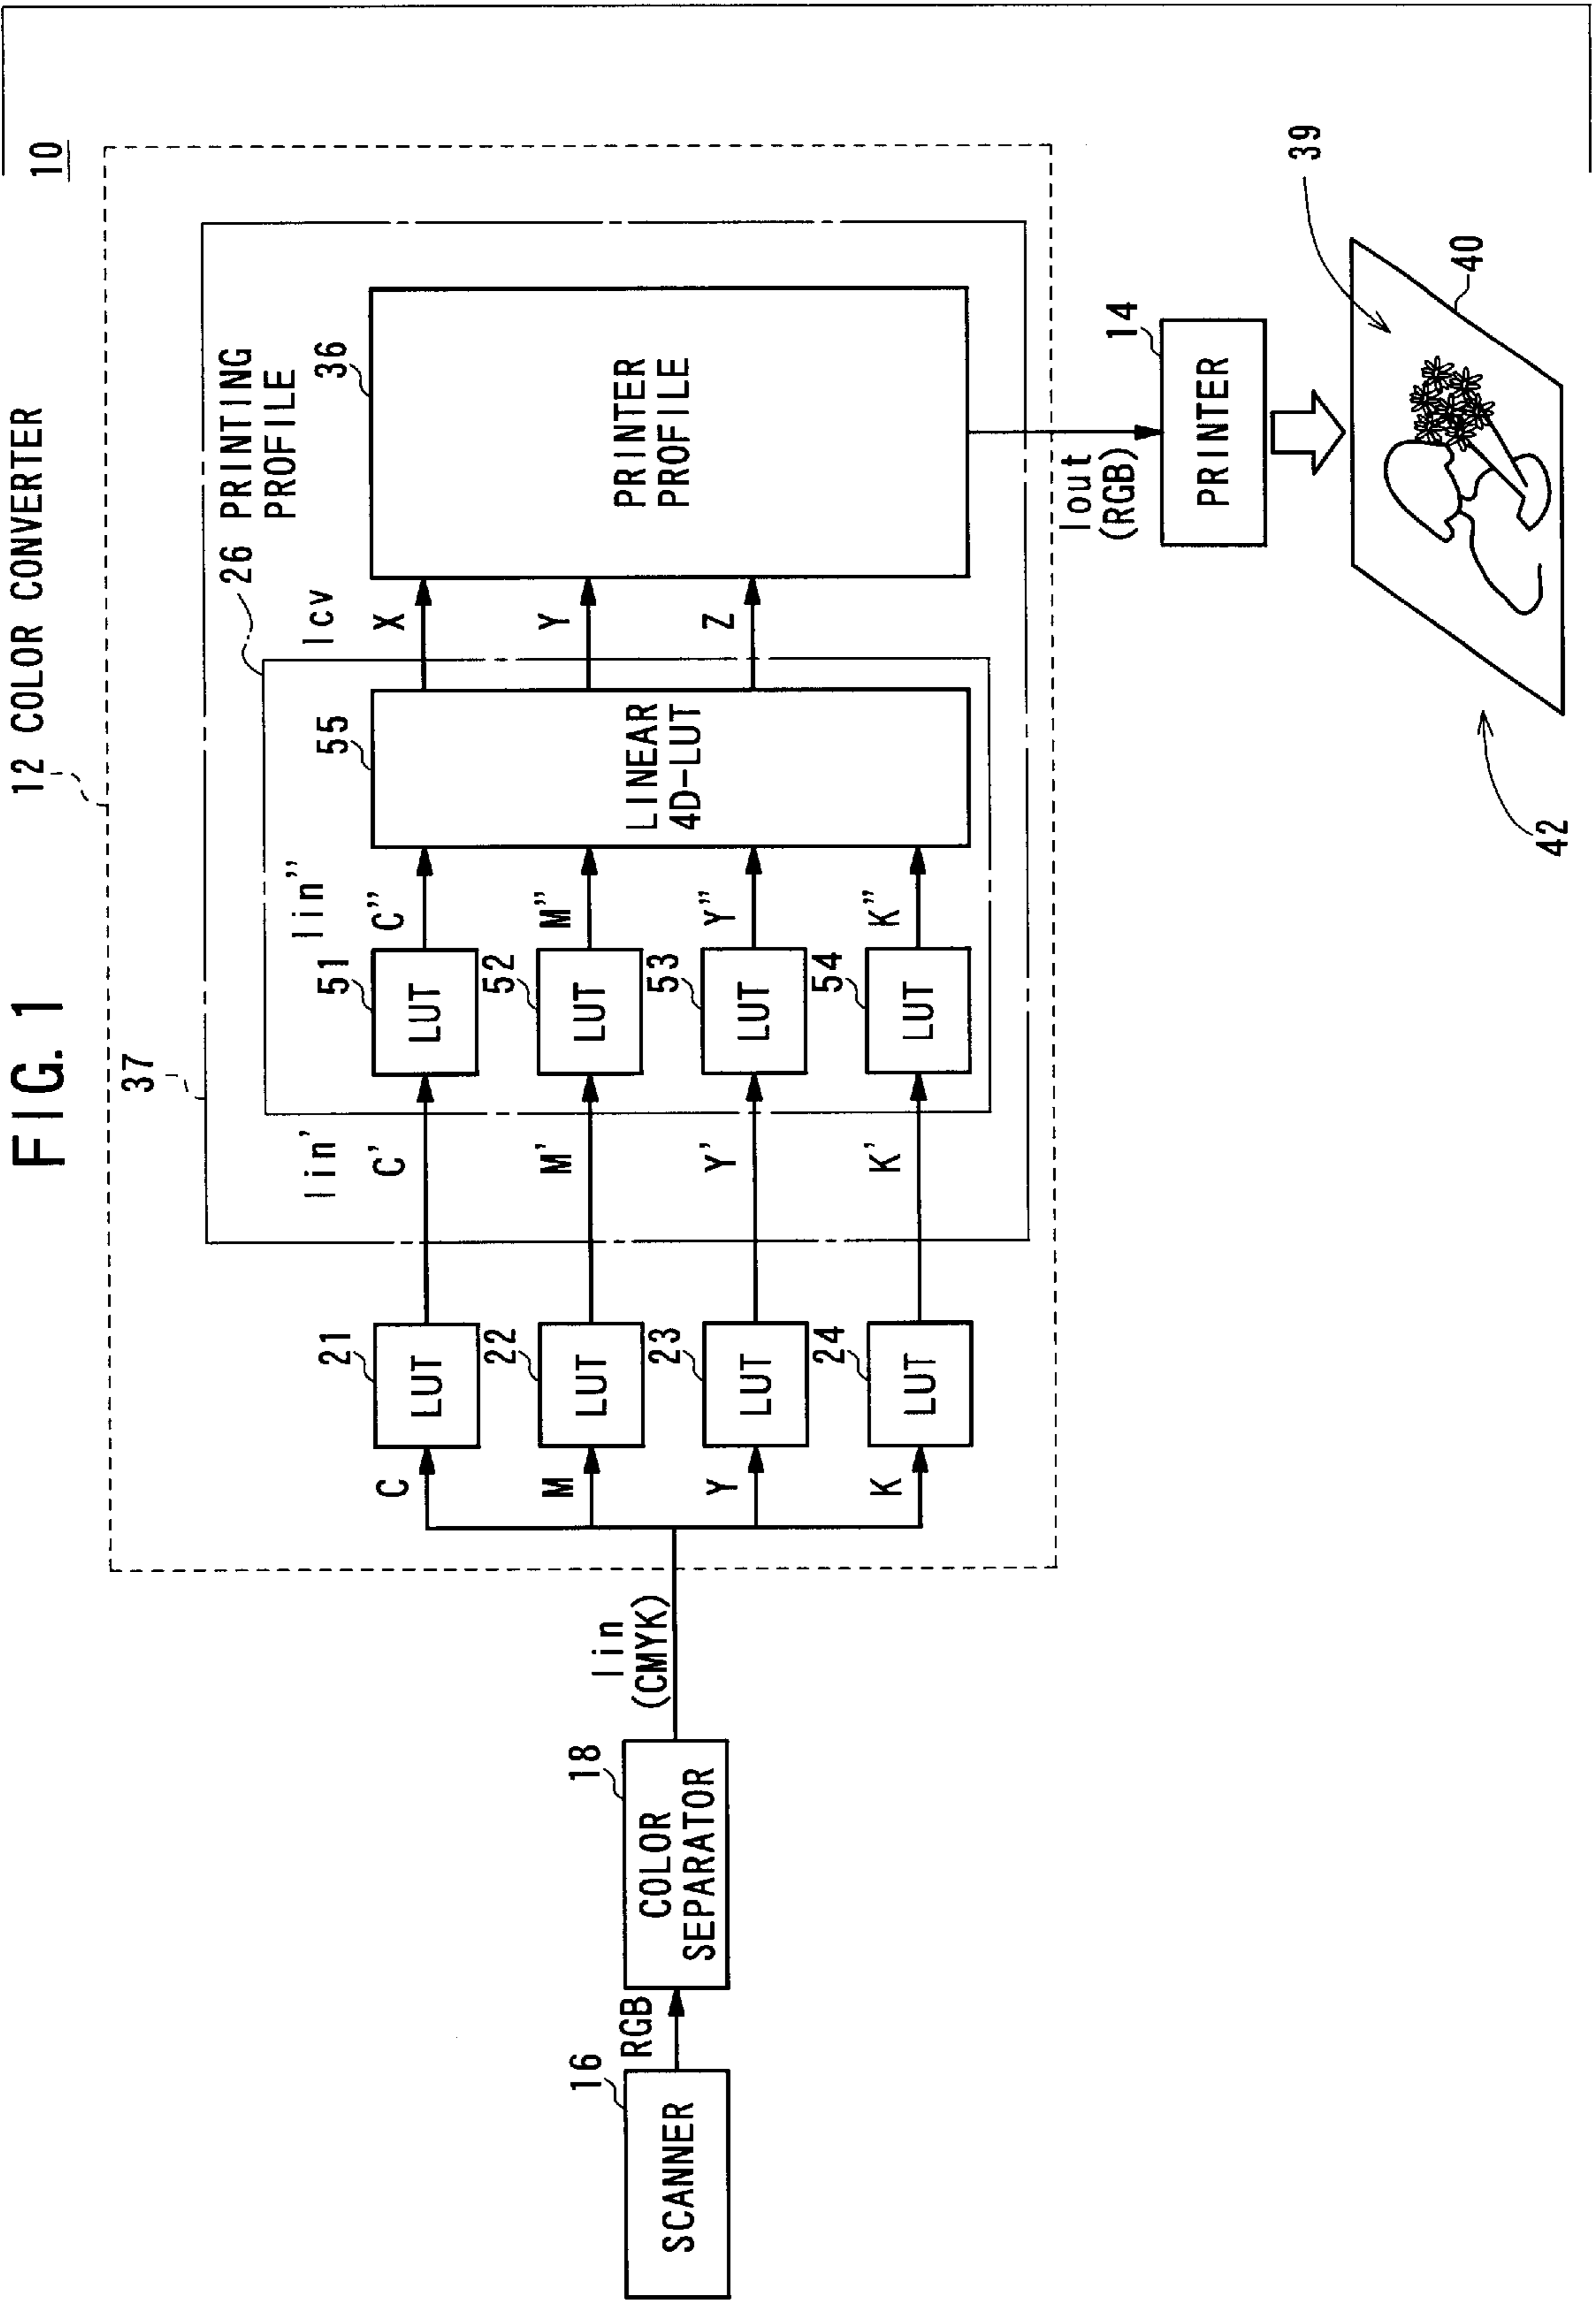 FIG. 1
10
12 COLOR CONVERTER
37
26 PRINTING
PROFILE
16
SCANNER
RGB
18
COLOR
SEPARATOR
Iin
(CMYK)
C
21
LUT
M
22
LUT
Y
23
LUT
K
24
LUT
Iin'
C'
M'
Y'
K'
51
LUT
52
LUT
53
LUT
54
LUT
Iin''
C''
M''
Y''
K''
55
LINEAR
4D-LUT
Icv
X
Y
Z
36
PRINTER
PROFILE
Iout
(RGB)
14
PRINTER
39
40
42